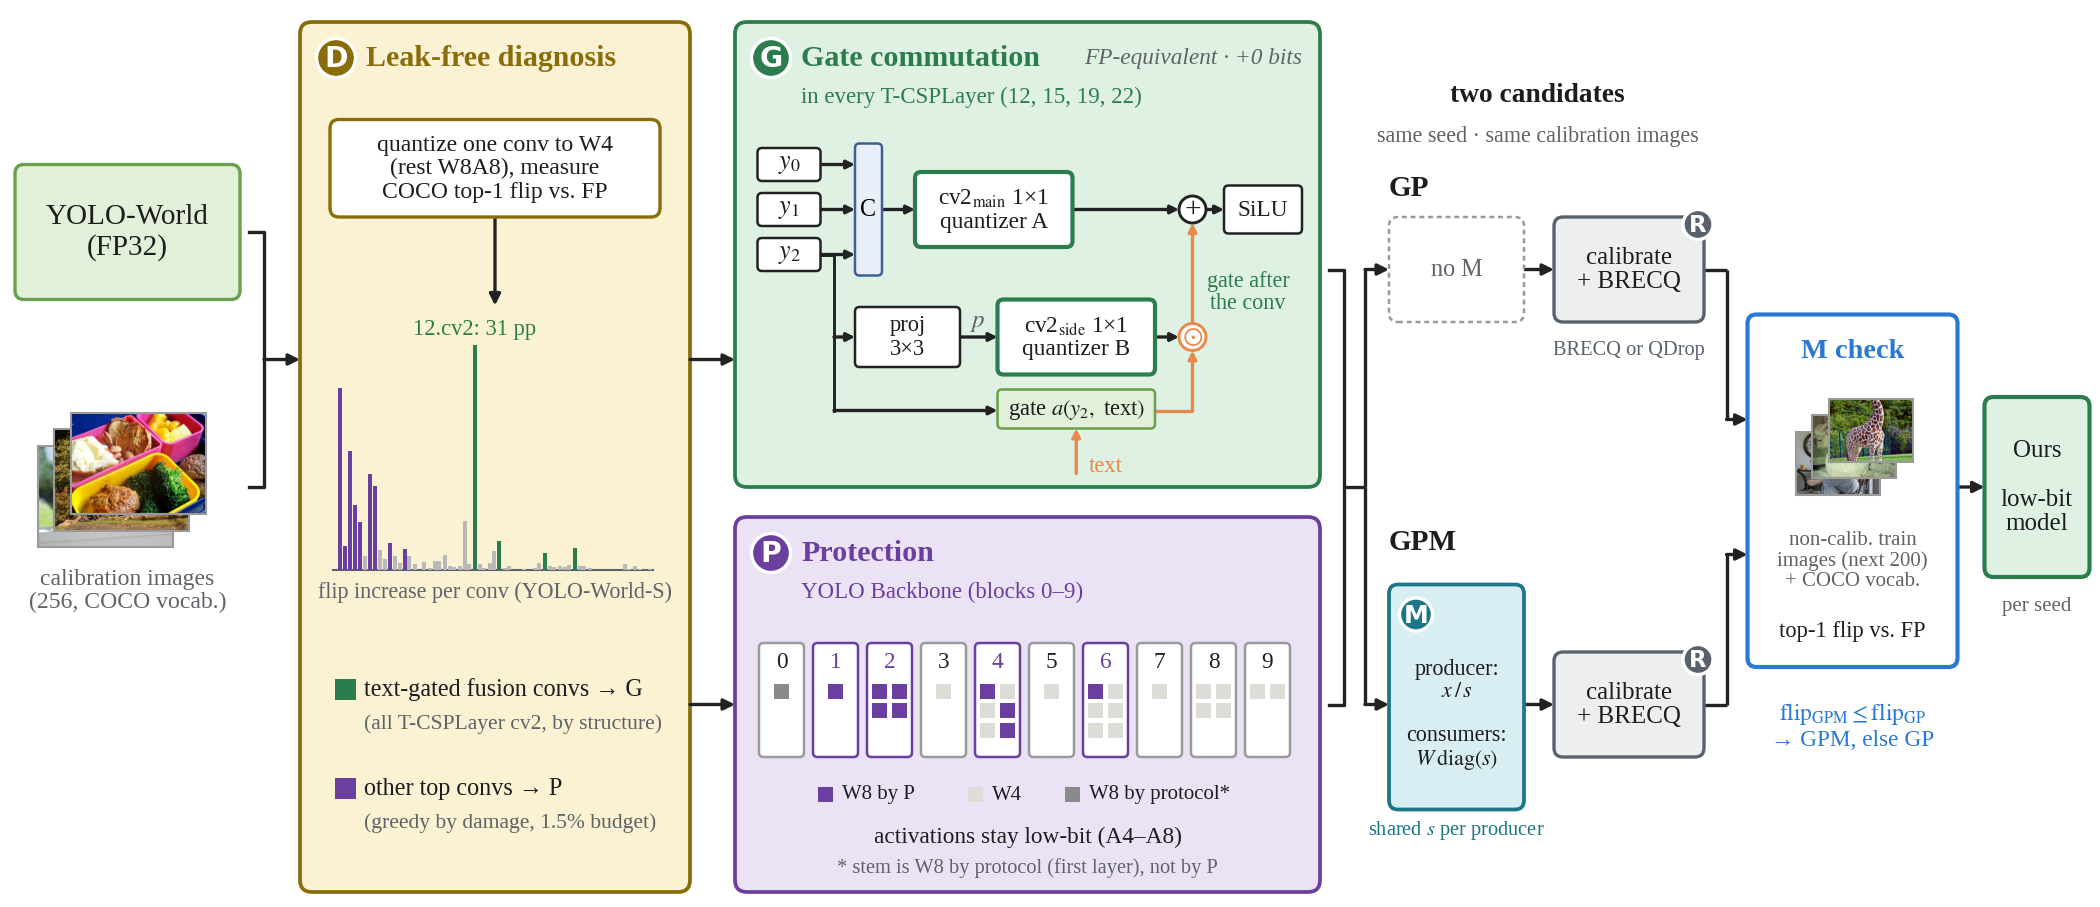 YOLO-World
(FP32)
calibration images
(256, COCO vocab.)
D Leak-free diagnosis
quantize one conv to W4
(rest W8A8), measure
COCO top-1 flip vs. FP
12.cv2: 31 pp
flip increase per conv (YOLO-World-S)
text-gated fusion convs → G
(all T-CSPLayer cv2, by structure)
other top convs → P
(greedy by damage, 1.5% budget)
G Gate commutation FP-equivalent · +0 bits
in every T-CSPLayer (12, 15, 19, 22)
y0
y1
y2
C
cv2main 1×1
quantizer A
+
SiLU
gate after
the conv
proj
3×3
p
cv2side 1×1
quantizer B
⊙
gate a(y2, text)
text
P Protection
YOLO Backbone (blocks 0–9)
0 1 2 3 4 5 6 7 8 9
W8 by P W4 W8 by protocol*
activations stay low-bit (A4–A8)
* stem is W8 by protocol (first layer), not by P
two candidates
same seed · same calibration images
GP
no M
R
calibrate
+ BRECQ
BRECQ or QDrop
GPM
M
producer:
x/s
consumers:
W diag(s)
shared s per producer
R
calibrate
+ BRECQ
M check
non-calib. train
images (next 200)
+ COCO vocab.
top-1 flip vs. FP
flipGPM ≤ flipGP
→ GPM, else GP
Ours
low-bit
model
per seed